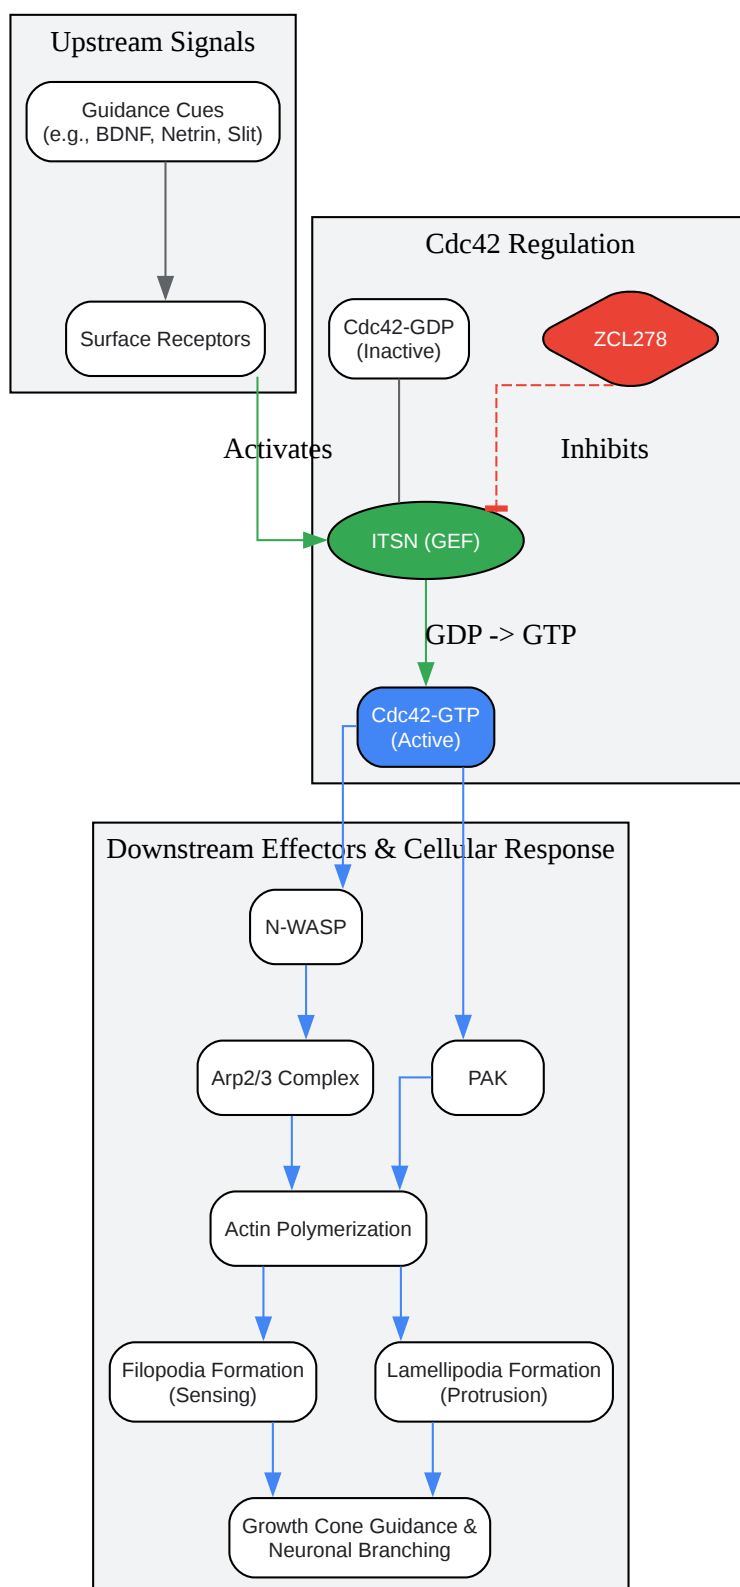 Upstream Signals
Guidance Cues
(e.g., BDNF, Netrin, Slit)
Surface Receptors
Cdc42 Regulation
Cdc42-GDP
(Inactive)
ZCL278
Activates
Inhibits
ITSN (GEF)
GDP -> GTP
Cdc42-GTP
(Active)
Downstream Effectors & Cellular Response
N-WASP
Arp2/3 Complex
PAK
Actin Polymerization
Filopodia Formation
(Sensing)
Lamellipodia Formation
(Protrusion)
Growth Cone Guidance &
Neuronal Branching